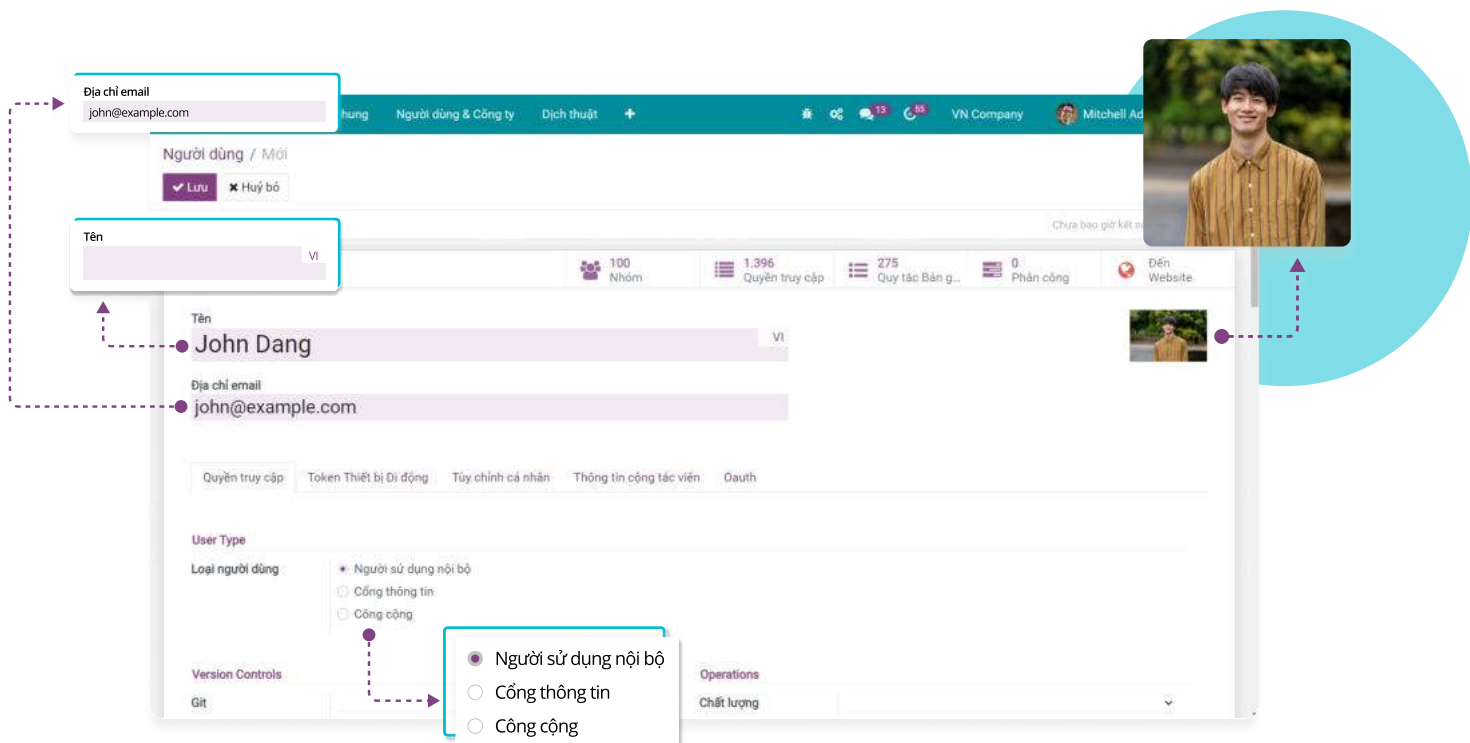 Địa chỉ email
john@example.com
hung Người dùng & Công ty Dịch thuật + 13 55 VN Company Mitchell Ad
Người dùng / Mới
Lưu Huỷ bỏ
Tên
VI
Chưa bao giờ kết n
100 Nhóm
1.396 Quyền truy cập
275 Quy tắc Bản g...
0 Phân công
Đến Website
Tên
John Dang VI
Địa chỉ email
john@example.com
Quyền truy cập Token Thiết bị Di động Tùy chỉnh cá nhân Thông tin cộng tác viên Oauth
User Type
Loại người dùng Người sử dụng nội bộ
Cổng thông tin
Công cộng
Người sử dụng nội bộ
Cổng thông tin
Công cộng
Version Controls Operations
Git Chất lượng